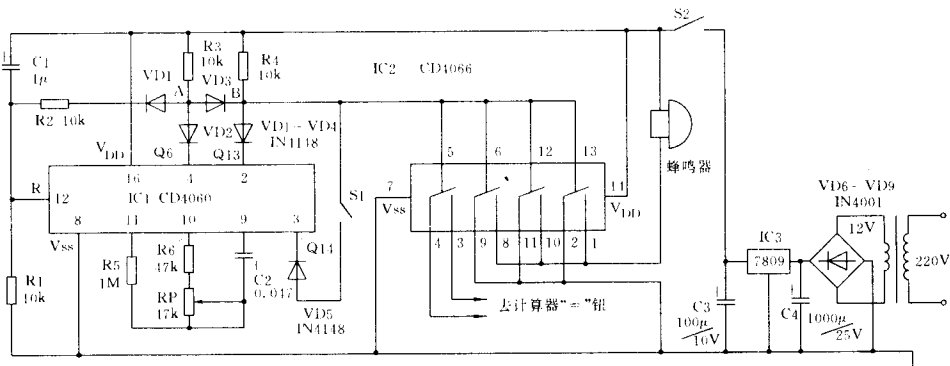 S2
C1
1μ
R3
10k
R4
10k
IC2 CD4066
VD1
A
VD3
B
R2 10k
VD2
VD1~VD4
IN4148
VDD
Q6
Q13
5
6
12
13
蜂鸣器
16
4
2
R
12
IC1 CD4060
S1
7
VSS
14
VDD
VD6~VD9
IN4001
8
11
10
9
3
VSS
Q14
4
3
9
8
11
10
2
1
12V
IC3
7809
220V
R1
10k
R5
1M
R6
47k
RP
47k
C2
0.047
VD5
IN4148
去计算器"="钮
C3
100μ
10V
C4
1000μ
25V